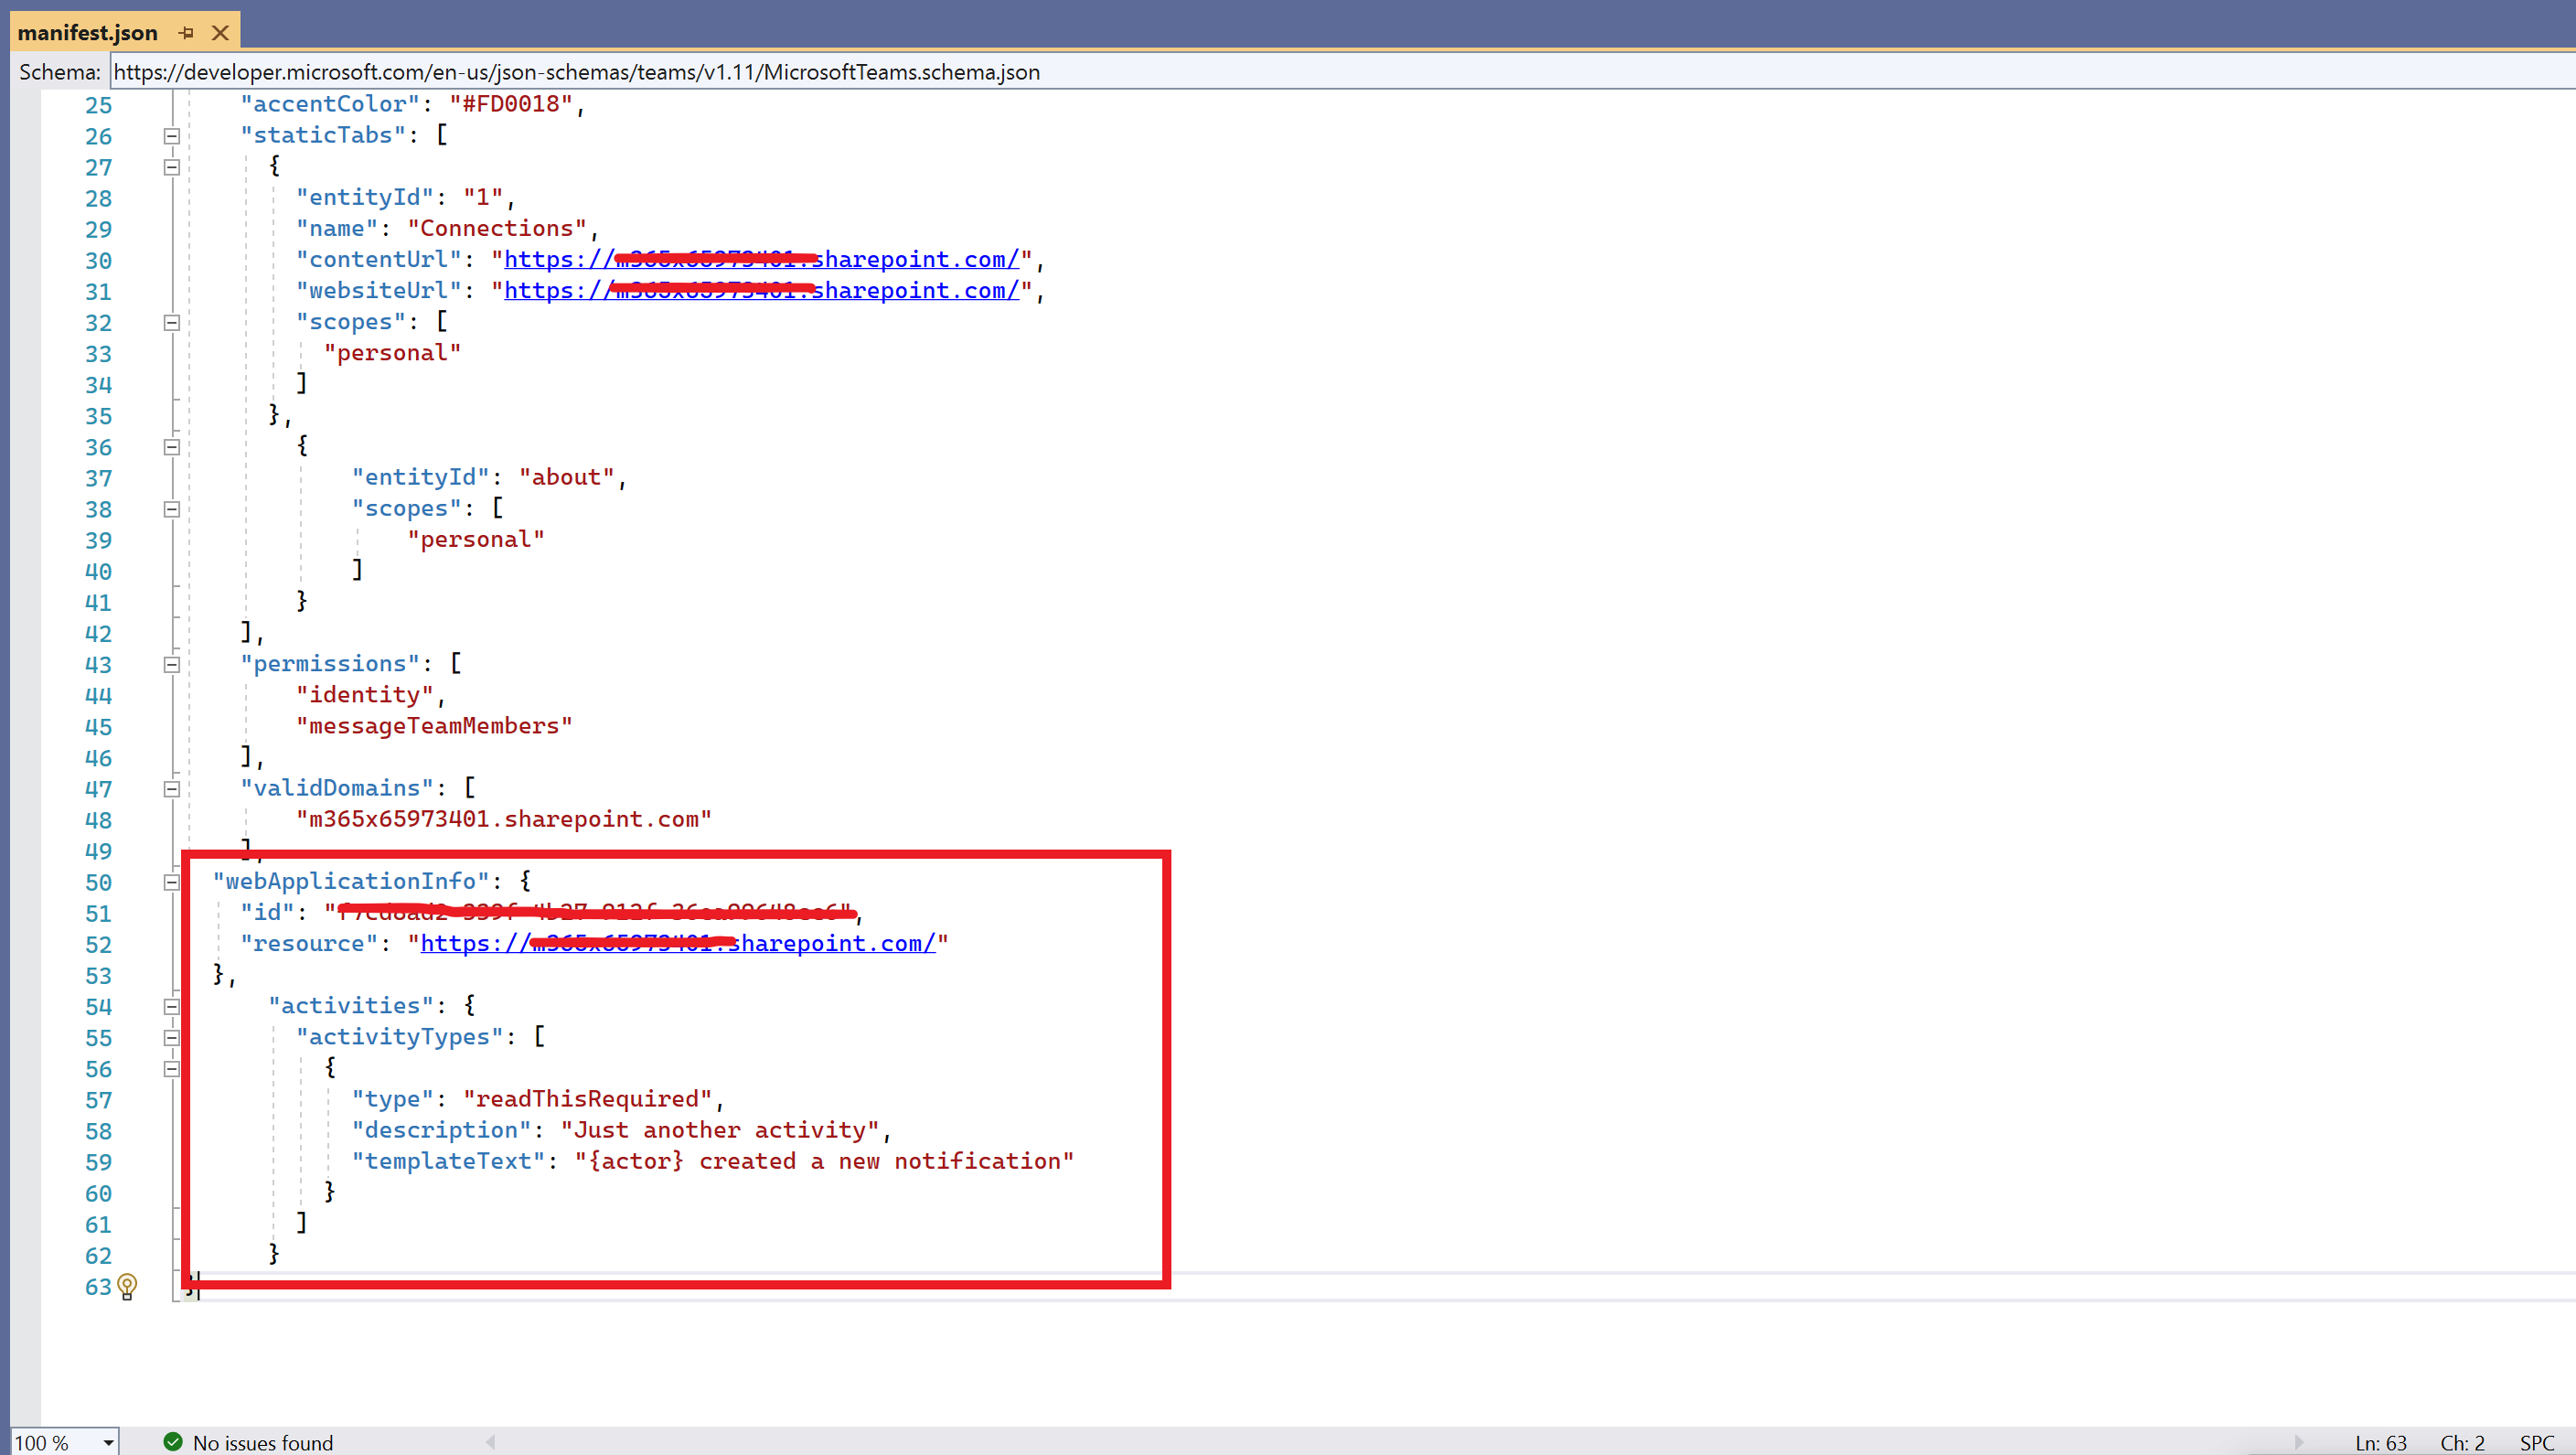 manifest.json
Schema: https://developer.microsoft.com/en-us/json-schemas/teams/v1.11/MicrosoftTeams.schema.json
25 "accentColor": "#FD0018",
26 "staticTabs": [
27 {
28 "entityId": "1",
29 "name": "Connections",
30 "contentUrl": "https:// sharepoint.com/",
31 "websiteUrl": "https:// sharepoint.com/",
32 "scopes": [
33 "personal"
34 ]
35 },
36 {
37 "entityId": "about",
38 "scopes": [
39 "personal"
40 ]
41 }
42 ],
43 "permissions": [
44 "identity",
45 "messageTeamMembers"
46 ],
47 "validDomains": [
48 "m365x65973401.sharepoint.com"
49 ],
50 "webApplicationInfo": {
51 "id": "
52 "resource": "https:// sharepoint.com/"
53 },
54 "activities": {
55 "activityTypes": [
56 {
57 "type": "readThisRequired",
58 "description": "Just another activity",
59 "templateText": "{actor} created a new notification"
60 }
61 ]
62 }
63 }
100 % No issues found Ln: 63 Ch: 2 SPC